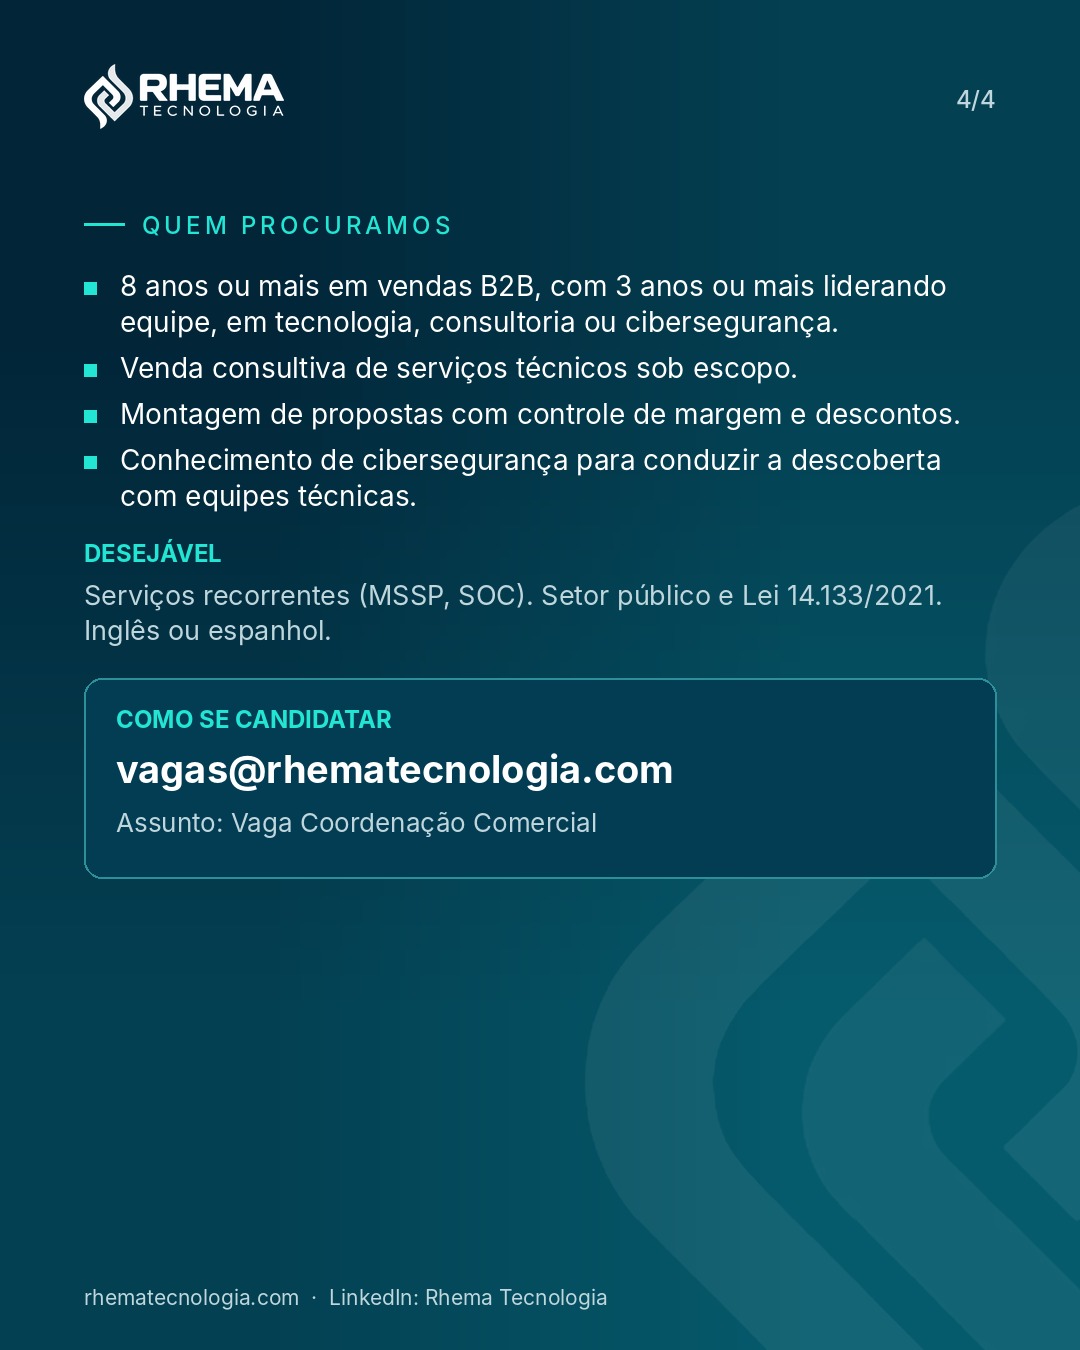 RHEMA
TECNOLOGIA
4/4
QUEM PROCURAMOS
8 anos ou mais em vendas B2B, com 3 anos ou mais liderando
equipe, em tecnologia, consultoria ou cibersegurança.
Venda consultiva de serviços técnicos sob escopo.
Montagem de propostas com controle de margem e descontos.
Conhecimento de cibersegurança para conduzir a descoberta
com equipes técnicas.
DESEJÁVEL
Serviços recorrentes (MSSP, SOC). Setor público e Lei 14.133/2021.
Inglês ou espanhol.
COMO SE CANDIDATAR
vagas@rhematecnologia.com
Assunto: Vaga Coordenação Comercial
rhematecnologia.com · LinkedIn: Rhema Tecnologia